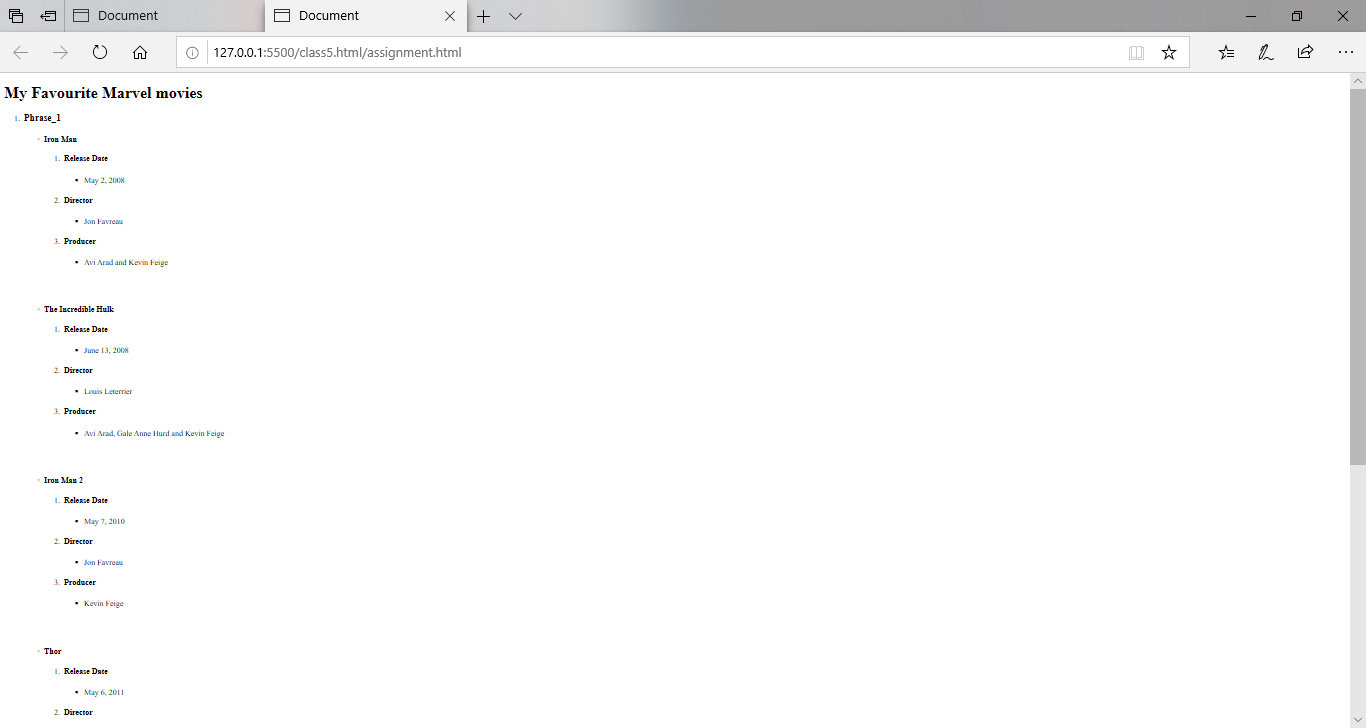 Document
Document
127.0.0.1:5500/class5.html/assignment.html
My Favourite Marvel movies
1. Phrase_1
Iron Man
1. Release Date
May 2, 2008
2. Director
Jon Favreau
3. Producer
Avi Arad and Kevin Feige
The Incredible Hulk
1. Release Date
June 13, 2008
2. Director
Louis Leterrier
3. Producer
Avi Arad, Gale Anne Hurd and Kevin Feige
Iron Man 2
1. Release Date
May 7, 2010
2. Director
Jon Favreau
3. Producer
Kevin Feige
Thor
1. Release Date
May 6, 2011
2. Director